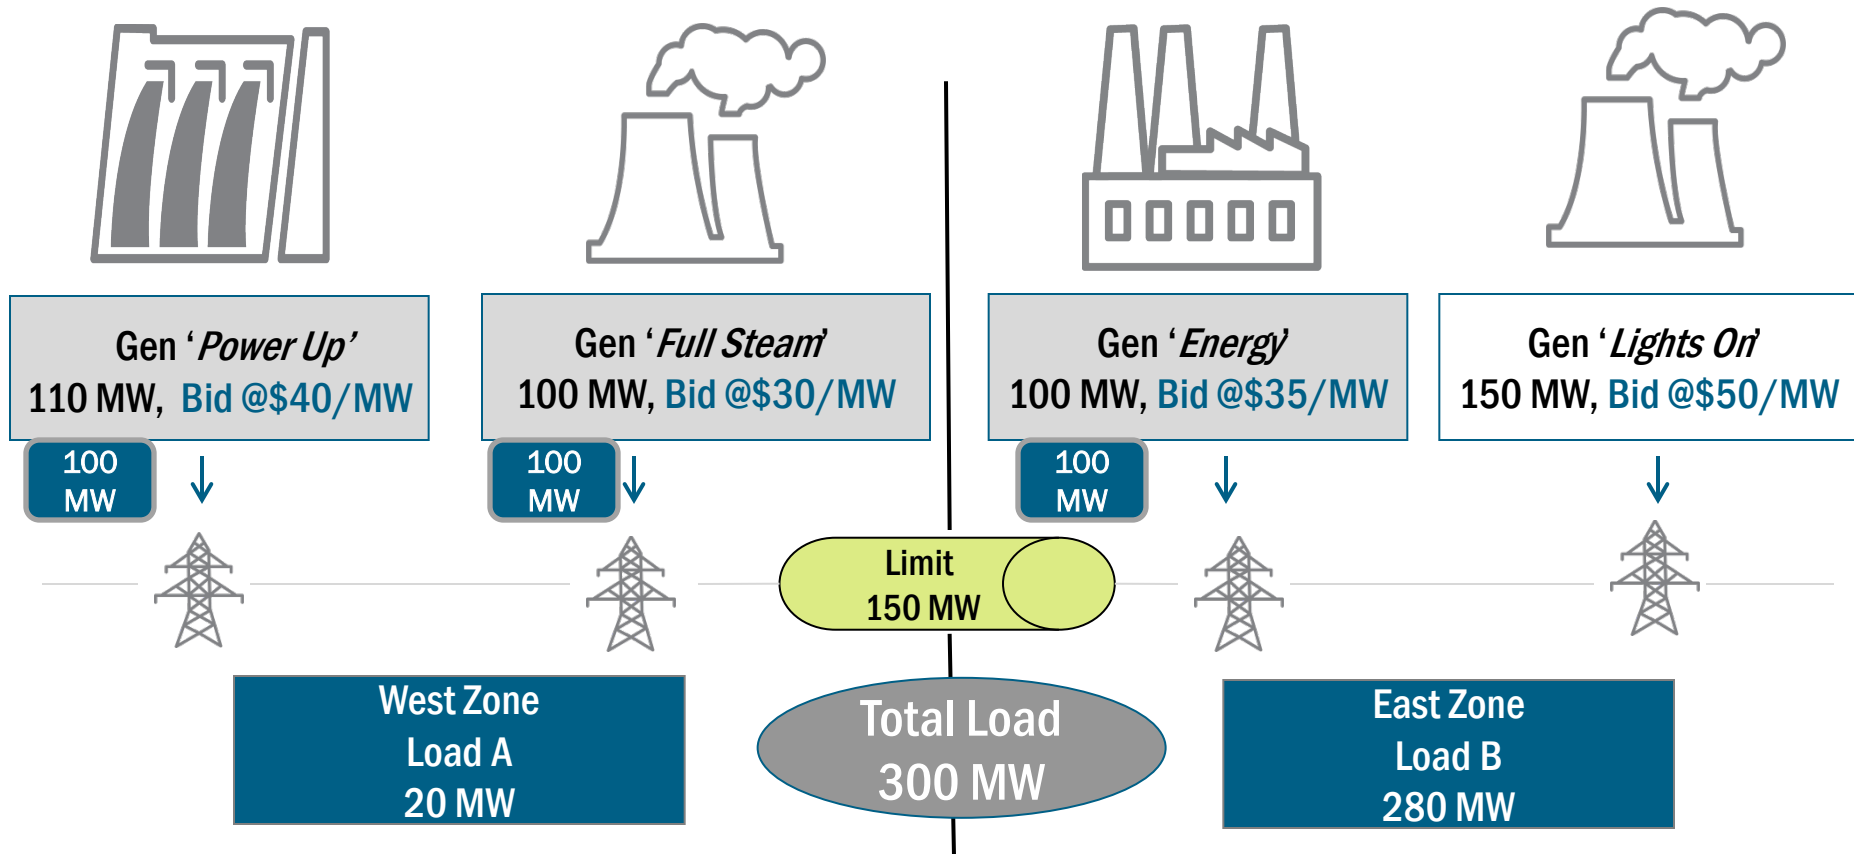 Gen ‘Power Up’
110 MW, Bid @$40/MW
Gen ‘Full Steam’
100 MW, Bid @$30/MW
Gen ‘Energy’
100 MW, Bid @$35/MW
Gen ‘Lights On’
150 MW, Bid @$50/MW
100
MW
100
MW
100
MW
Limit
150 MW
West Zone
Load A
20 MW
Total Load
300 MW
East Zone
Load B
280 MW